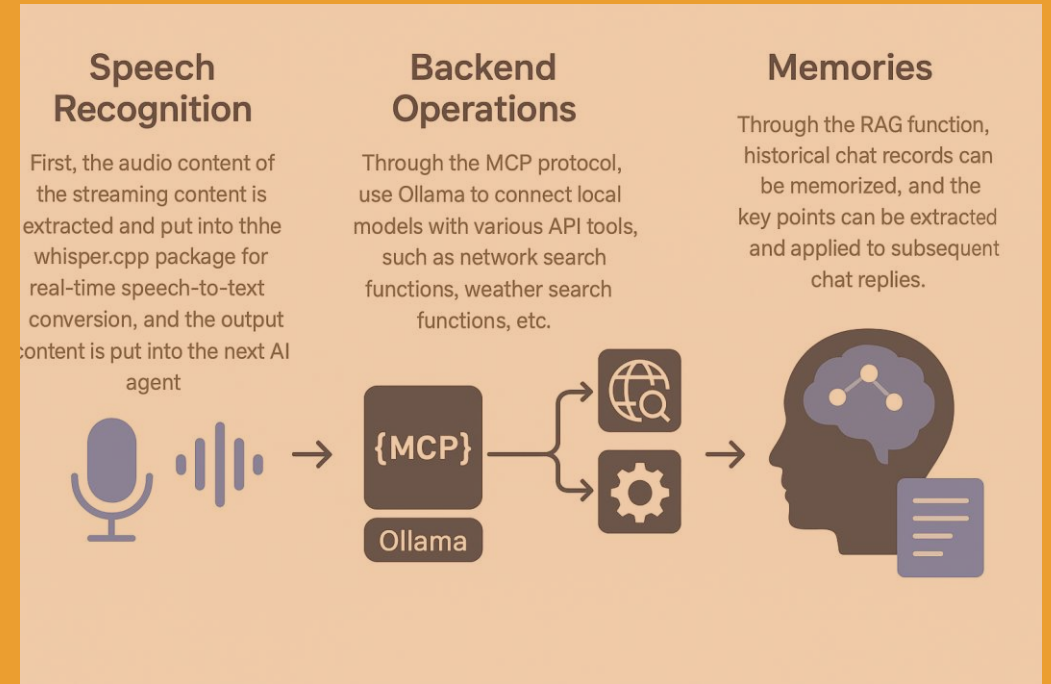 Speech
Recognition
First, the audio content of
the streaming content is
extracted and put into thhe
whisper.cpp package for
real-time speech-to-text
conversion, and the output
content is put into the next AI
agent
Backend
Operations
Through the MCP protocol,
use Ollama to connect local
models with various API tools,
such as network search
functions, weather search
functions, etc.
{MCP}
Ollama
Memories
Through the RAG function,
historical chat records can
be memorized, and the
key points can be extracted
and applied to subsequent
chat replies.